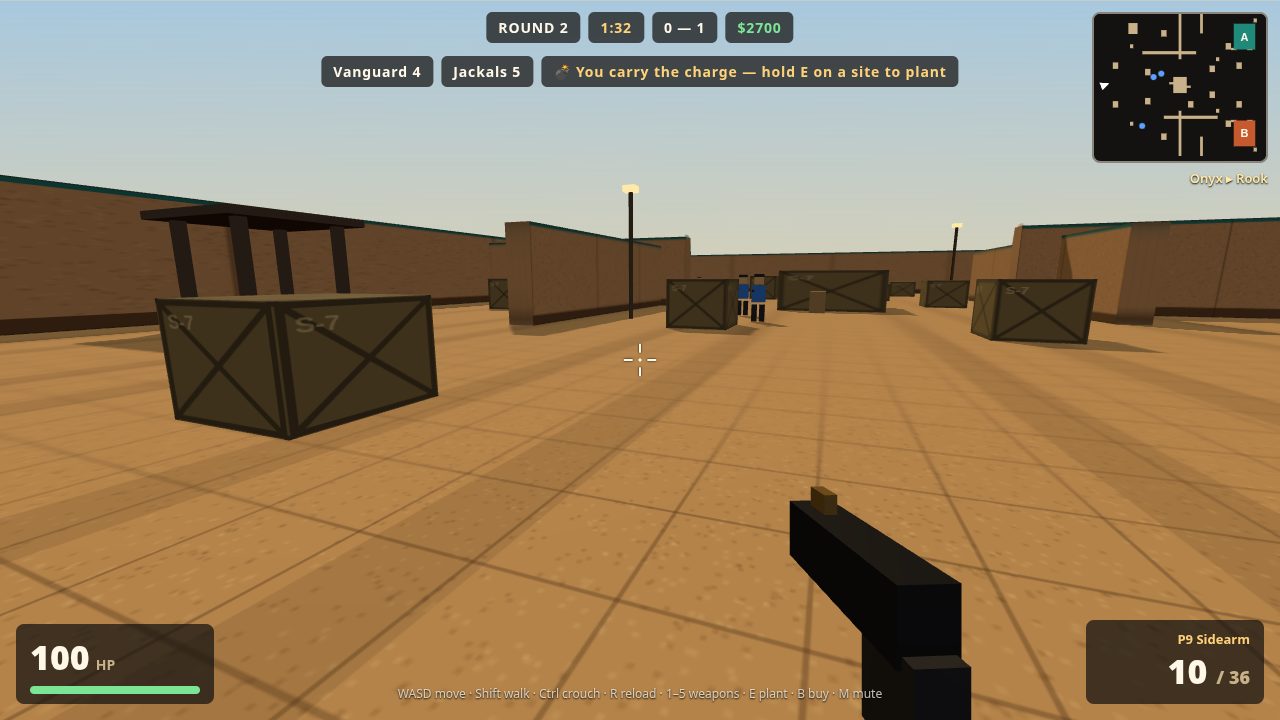 ROUND 2
1:32
0 — 1
$2700
Vanguard 4
Jackals 5
💣 You carry the charge — hold E on a site to plant
A
B
Onyx ▸ Rook
S-7
S-7
S-7
S-7
100 HP
P9 Sidearm
10 / 36
WASD move · Shift walk · Ctrl crouch · R reload · 1–5 weapons · E plant · B buy · M mute